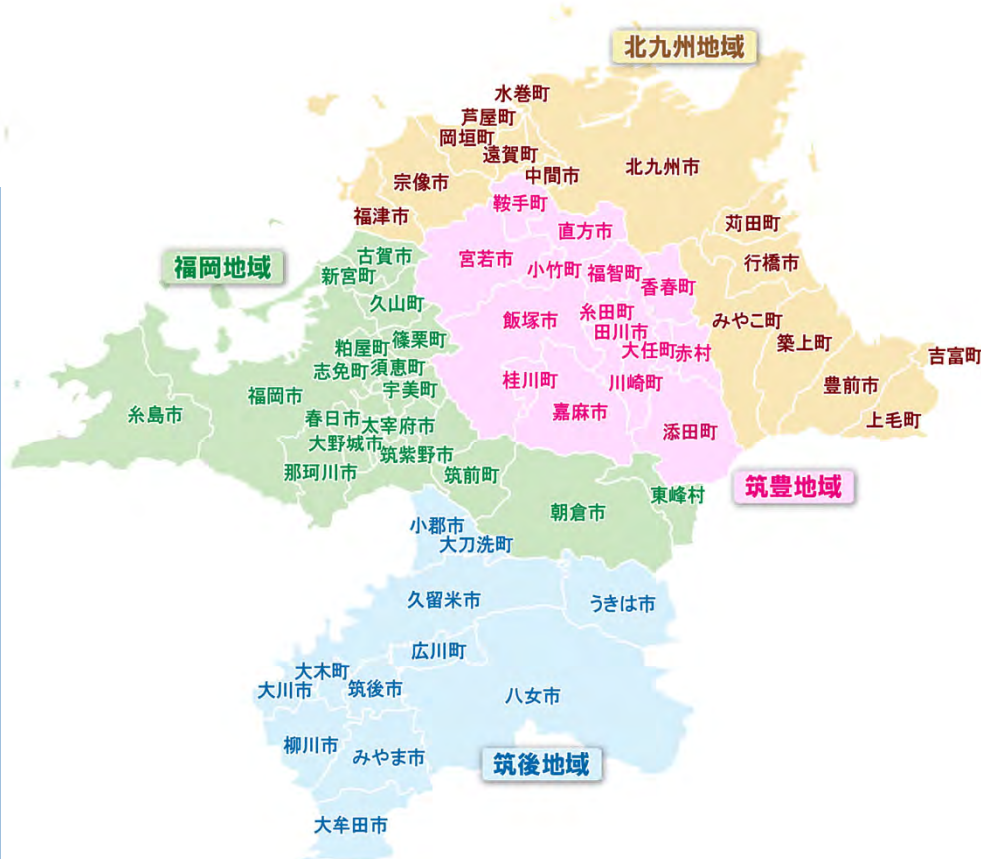 北九州地域
水巻町
芦屋町
岡垣町
遠賀町
中間市
北九州市
宗像市
福津市
苅田町
行橋市
みやこ町
築上町
吉富町
豊前市
上毛町
鞍手町
直方市
宮若市
小竹町
福智町
香春町
飯塚市
糸田町
田川市
大任町
赤村
桂川町
川崎町
嘉麻市
添田町
筑豊地域
福岡地域
古賀市
新宮町
久山町
篠栗町
粕屋町
須恵町
志免町
宇美町
福岡市
糸島市
春日市
太宰府市
大野城市
筑紫野市
那珂川市
筑前町
朝倉市
東峰村
小郡市
大刀洗町
久留米市
うきは市
広川町
大木町
大川市
筑後市
八女市
柳川市
みやま市
筑後地域
大牟田市